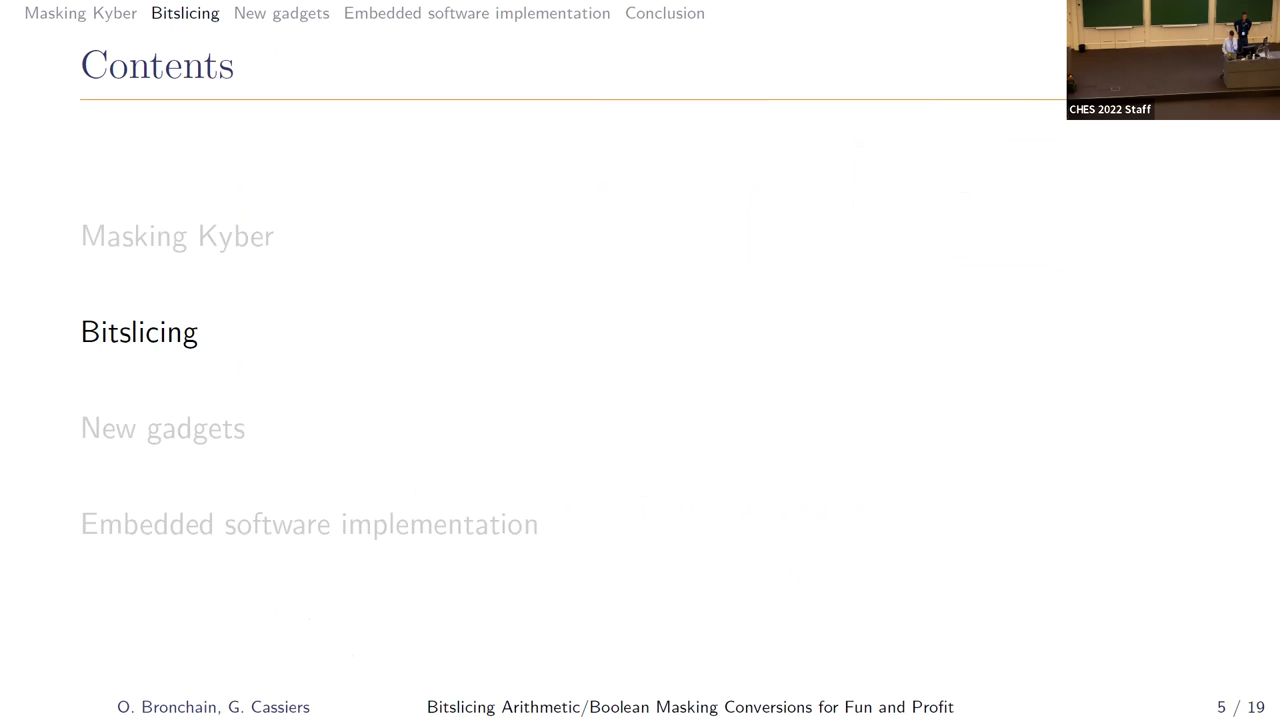 Masking Kyber Bitslicing New gadgets Embedded software implementation Conclusion
Contents
CHES 2022 Staff
Masking Kyber
Bitslicing
New gadgets
Embedded software implementation
O. Bronchain, G. Cassiers Bitslicing Arithmetic/Boolean Masking Conversions for Fun and Profit 5 / 19